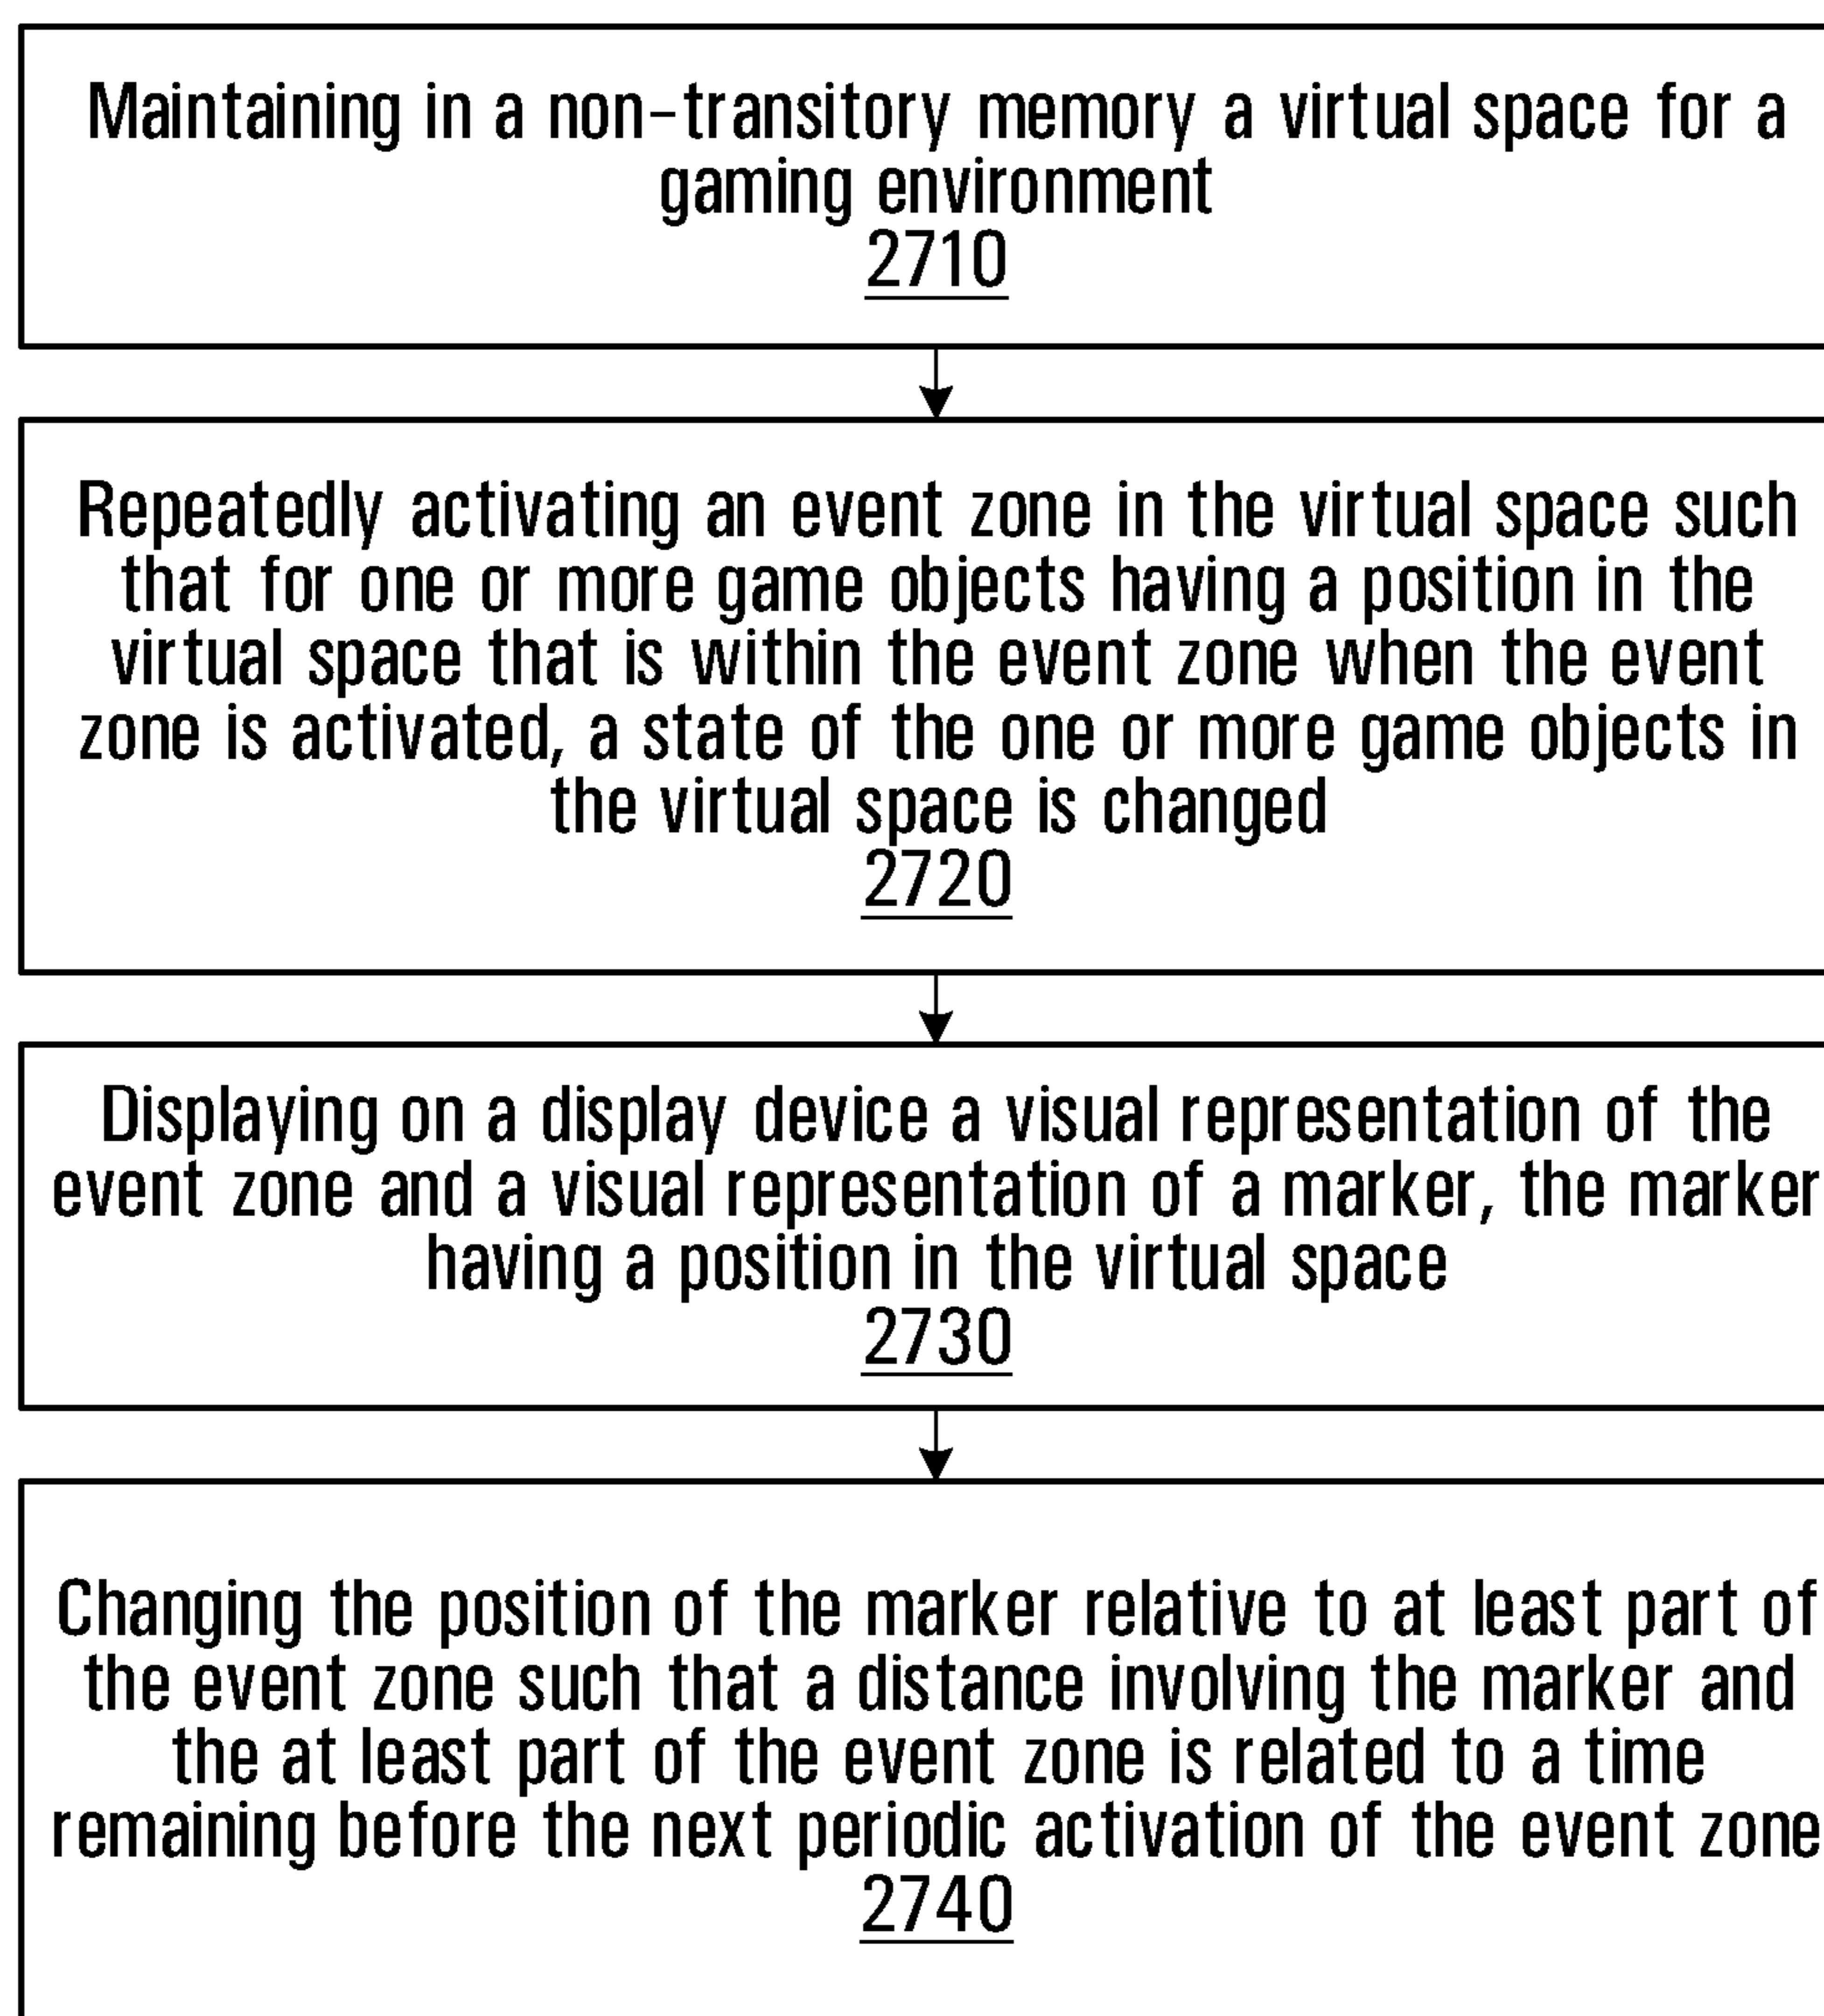 Maintaining in a non-transitory memory a virtual space for a
gaming environment
2710
Repeatedly activating an event zone in the virtual space such
that for one or more game objects having a position in the
virtual space that is within the event zone when the event
zone is activated, a state of the one or more game objects in
the virtual space is changed
2720
Displaying on a display device a visual representation of the
event zone and a visual representation of a marker, the marker
having a position in the virtual space
2730
Changing the position of the marker relative to at least part of
the event zone such that a distance involving the marker and
the at least part of the event zone is related to a time
remaining before the next periodic activation of the event zone
2740